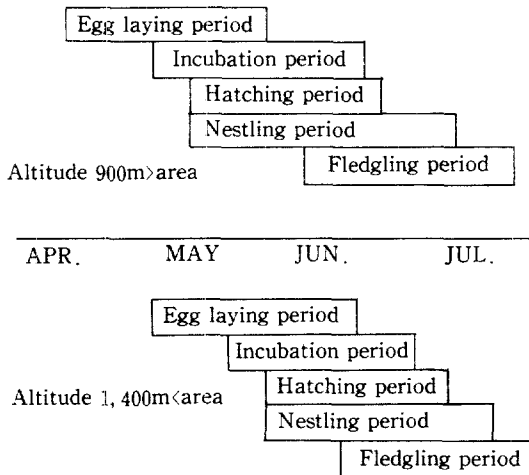 Egg laying period
Incubation period
Hatching period
Nestling period
Fledgling period
Altitude 900m>area
APR. MAY JUN. JUL.
Egg laying period
Incubation period
Hatching period
Altitude 1,400m<area
Nestling period
Fledgling period